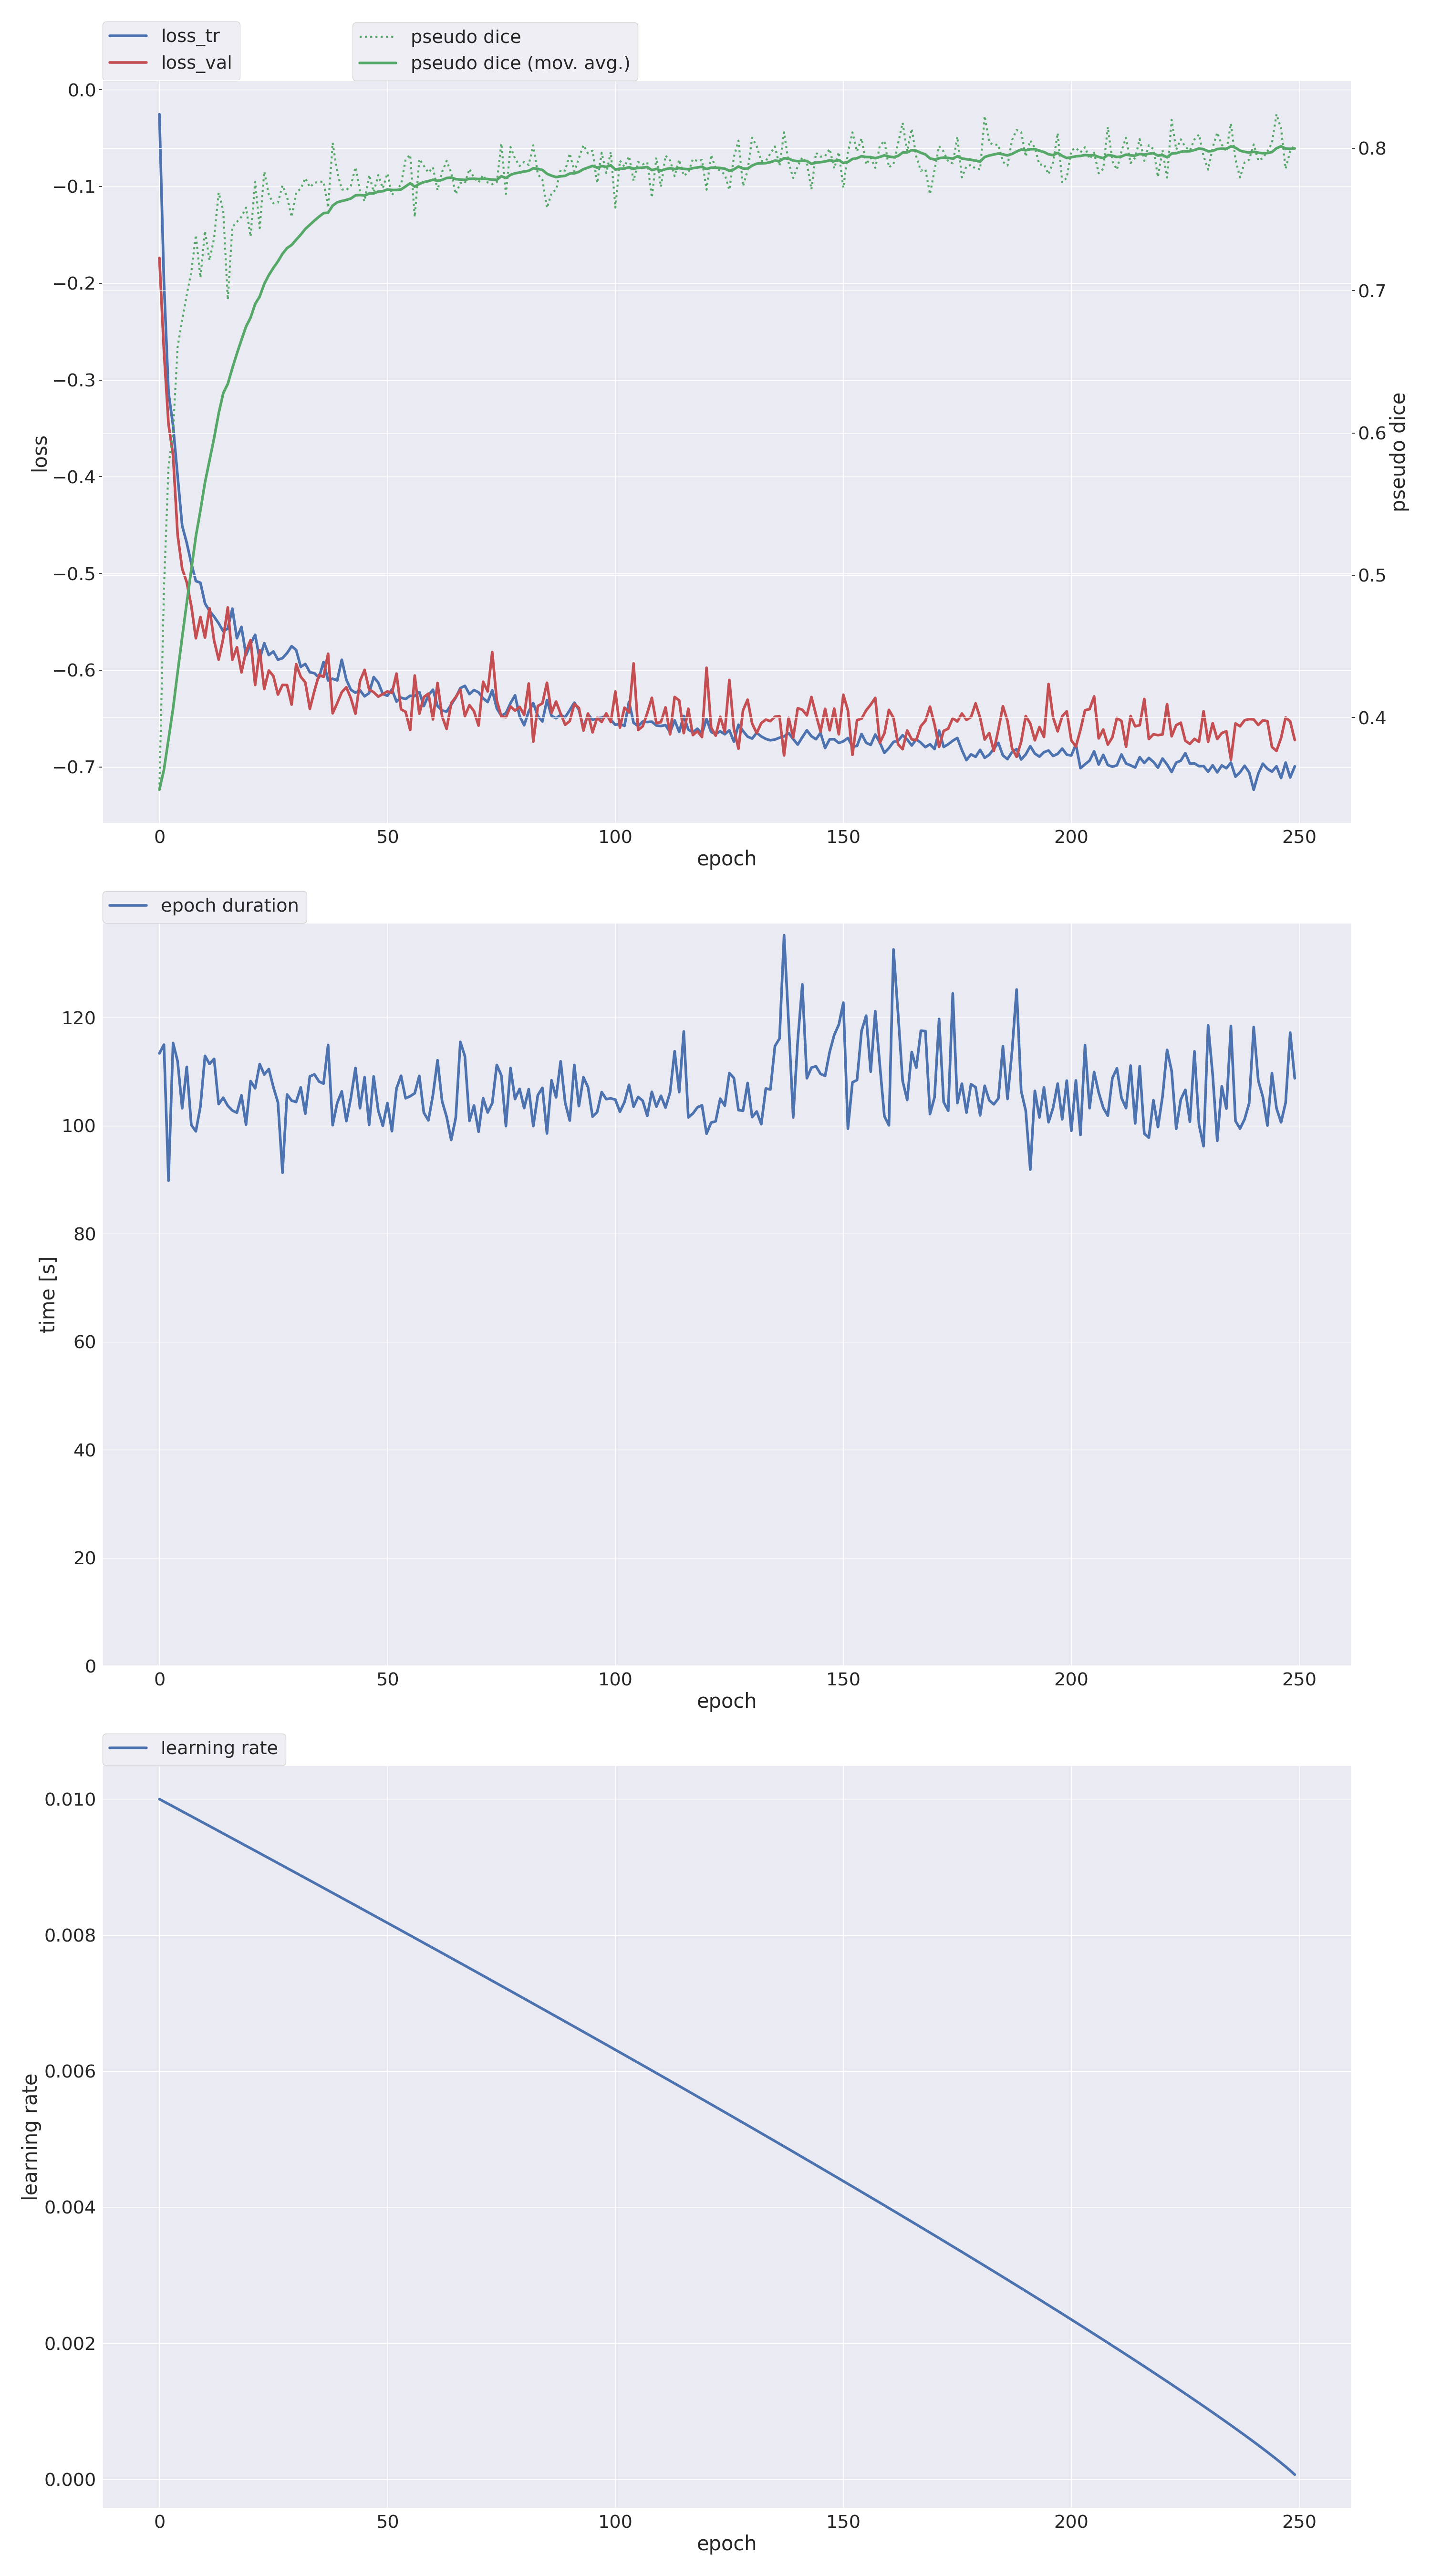 loss_tr
loss_val
pseudo dice
pseudo dice (mov. avg.)
0.0
−0.1
−0.2
−0.3
−0.4
−0.5
−0.6
−0.7
loss
0.8
0.7
0.6
0.5
0.4
pseudo dice
0 50 100 150 200 250
epoch
epoch duration
120
100
80
60
40
20
0
time [s]
0 50 100 150 200 250
epoch
learning rate
0.010
0.008
0.006
0.004
0.002
0.000
learning rate
0 50 100 150 200 250
epoch